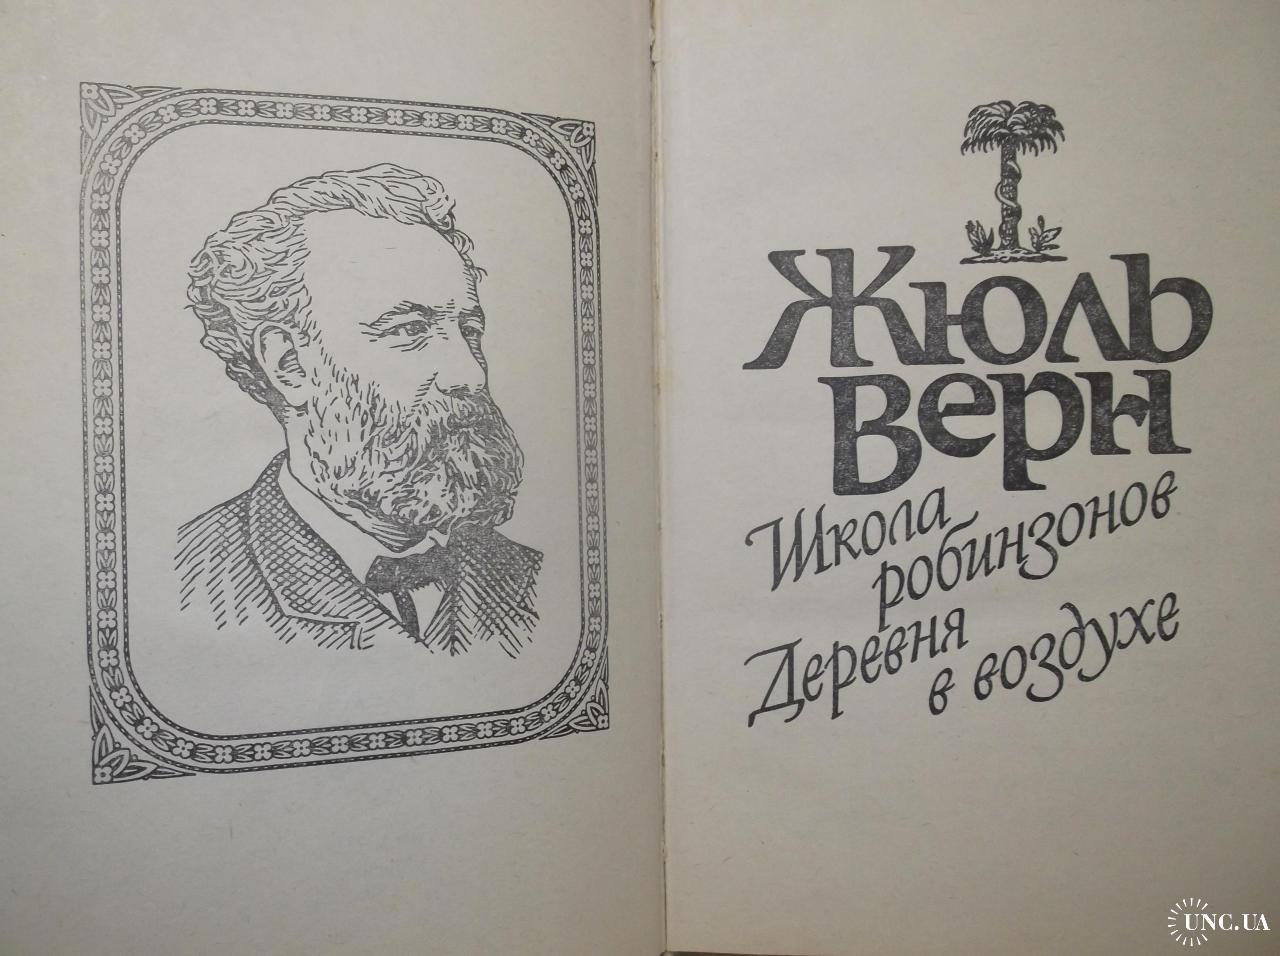 Жюль
Верн
Школа
робинзонов
Деревня
в воздухе
UNC.UA